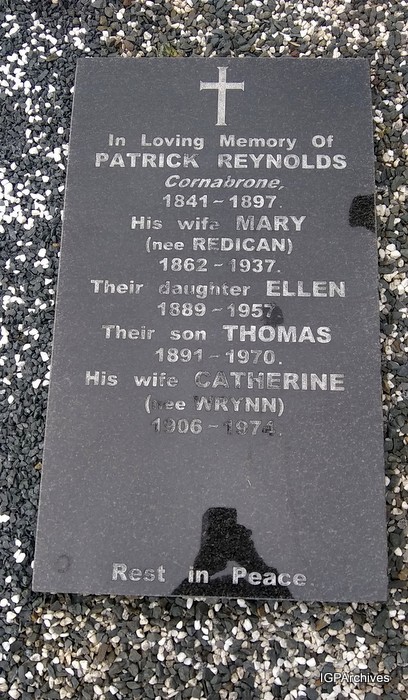 In Loving Memory Of
PATRICK REYNOLDS
Cornabrone,
1841~1897.
His wife MARY
(nee REDICAN)
1862~1937.
Their daughter ELLEN
1889~1957.
Their son THOMAS
1891~1970.
His wife CATHERINE
(nee WRYNN)
1906~1974.
Rest in Peace
IGPArchives